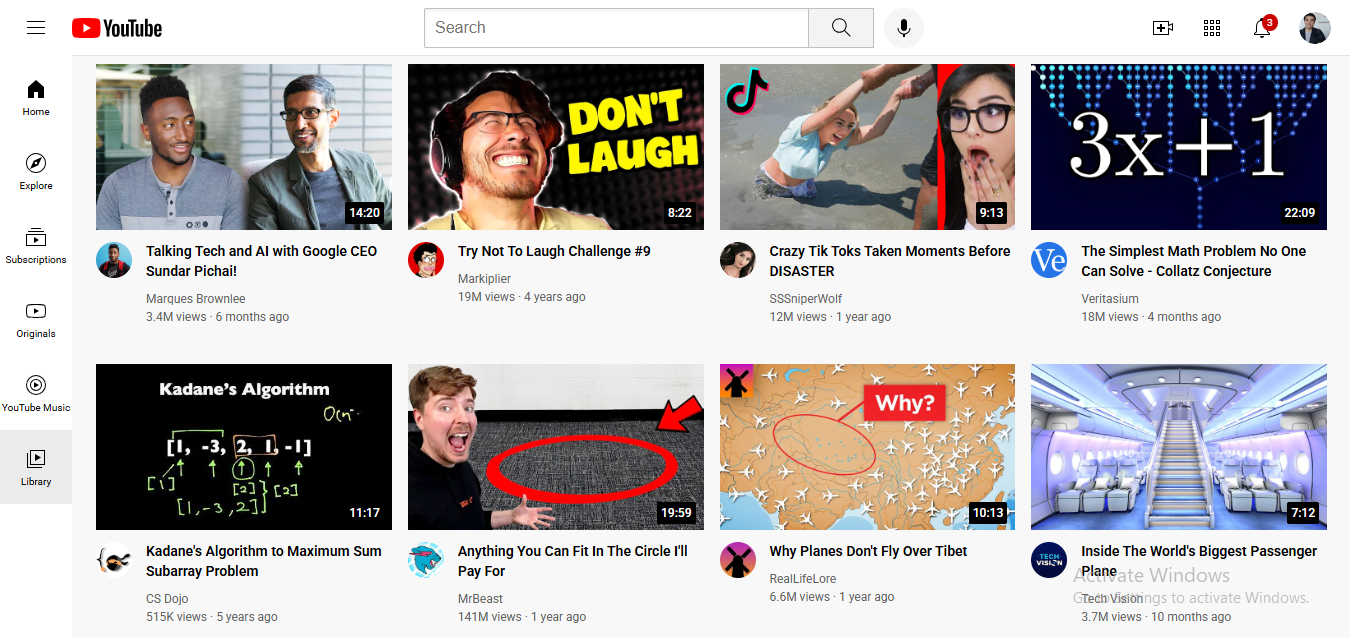 YouTube
Search
3
Home
Explore
Subscriptions
Originals
YouTube Music
Library
14:20
Talking Tech and AI with Google CEO
Sundar Pichai!
Marques Brownlee
3.4M views · 6 months ago
DON'T
LAUGH
8:22
Try Not To Laugh Challenge #9
Markiplier
19M views · 4 years ago
9:13
Crazy Tik Toks Taken Moments Before
DISASTER
SSSniperWolf
12M views · 1 year ago
3x+1
22:09
Ve
The Simplest Math Problem No One
Can Solve - Collatz Conjecture
Veritasium
18M views · 4 months ago
Kadane's Algorithm
O(n
[1, -3, 2, 1, -1]
[1] [2] [2]
[1, -3, 2]
11:17
Kadane's Algorithm to Maximum Sum
Subarray Problem
CS Dojo
515K views · 5 years ago
19:59
Anything You Can Fit In The Circle I'll
Pay For
MrBeast
141M views · 1 year ago
Why?
10:13
Why Planes Don't Fly Over Tibet
RealLifeLore
6.6M views · 1 year ago
7:12
TECH
VISION
Inside The World's Biggest Passenger
Plane
Tech Vision
3.7M views · 10 months ago
Activate Windows
Go to Settings to activate Windows.